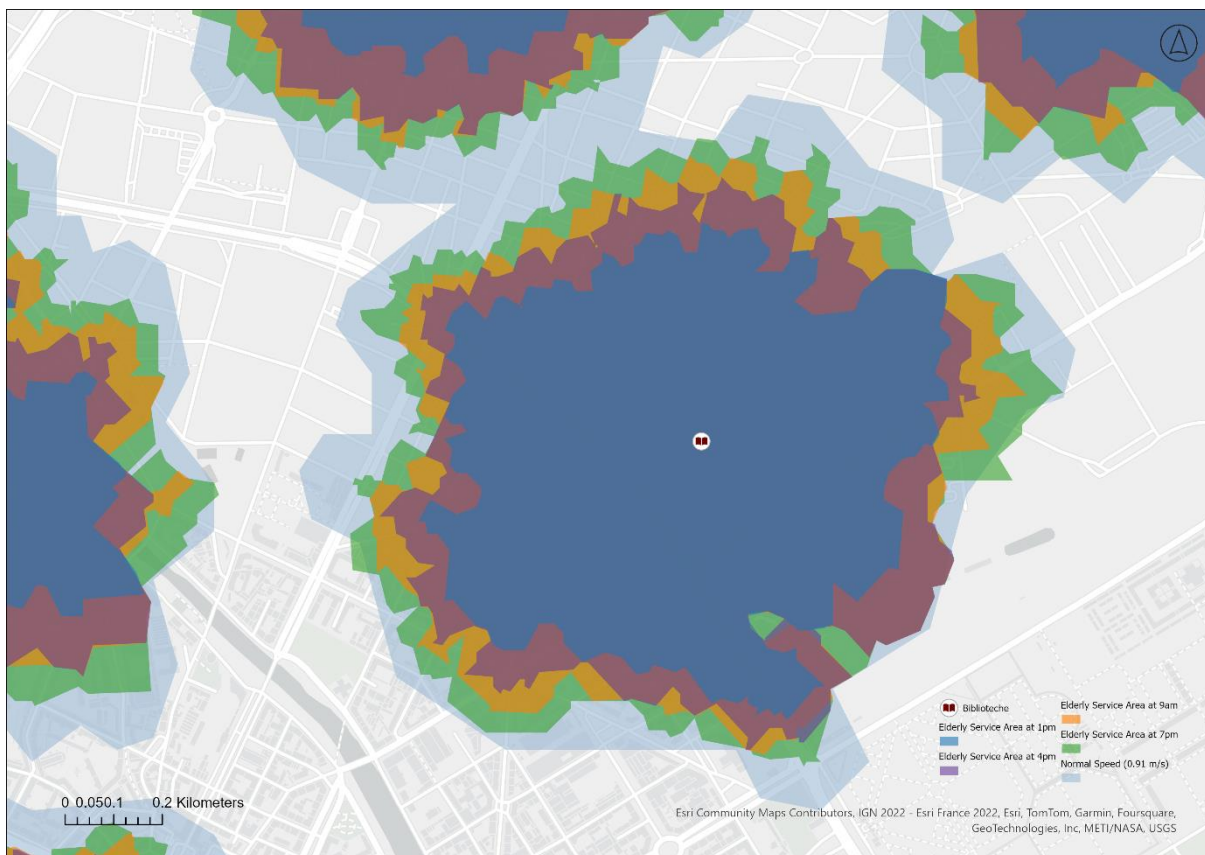 Biblioteche
Elderly Service Area at 1pm
Elderly Service Area at 4pm
Elderly Service Area at 9am
Elderly Service Area at 7pm
Normal Speed (0.91 m/s)
0 0.050.1 0.2 Kilometers
Esri Community Maps Contributors, IGN 2022 - Esri France 2022, Esri, TomTom, Garmin, Foursquare,
GeoTechnologies, Inc, METI/NASA, USGS